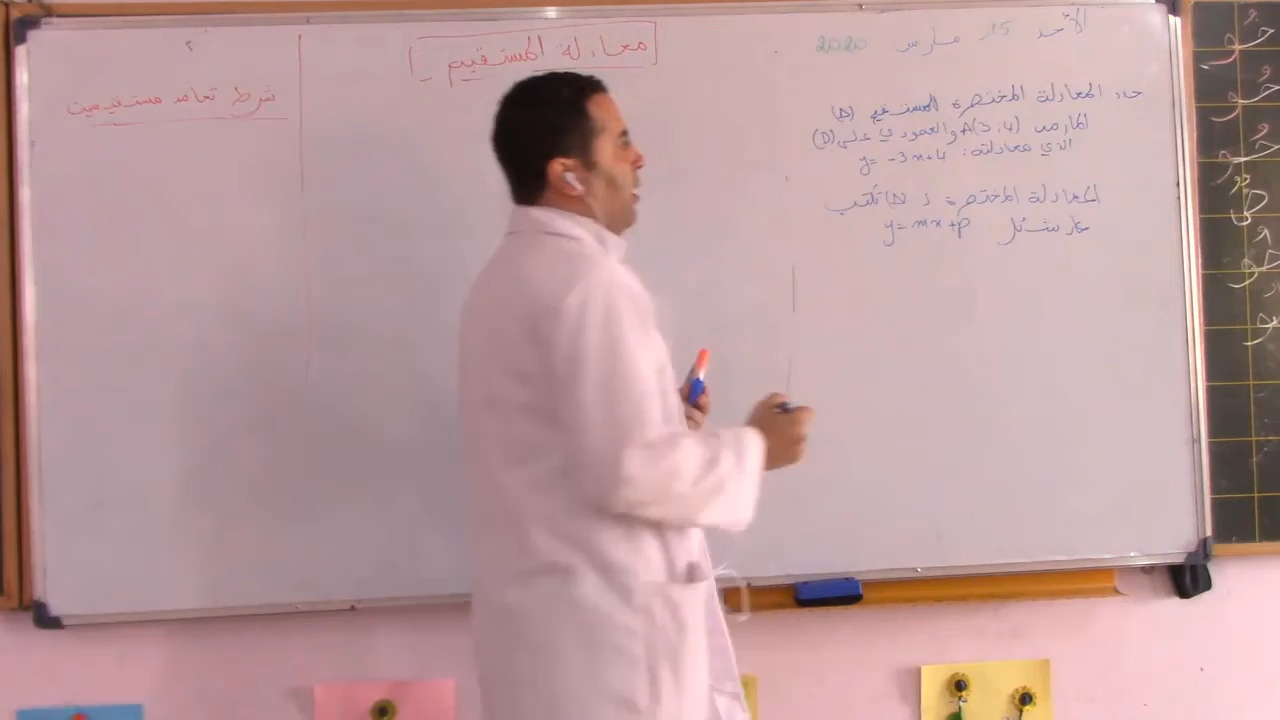 الأحد 15 مارس 2020
معادلة المستقيم
شرط تعامد مستقيمين
حدد المعادلة المختصرة للمستقيم (Δ)
المار من A(3;4) والعمودي على (D)
الذي معادلته: y= -3x+4
المعادلة المختصرة لـ (Δ) تكتب
على شكل y=mx+p